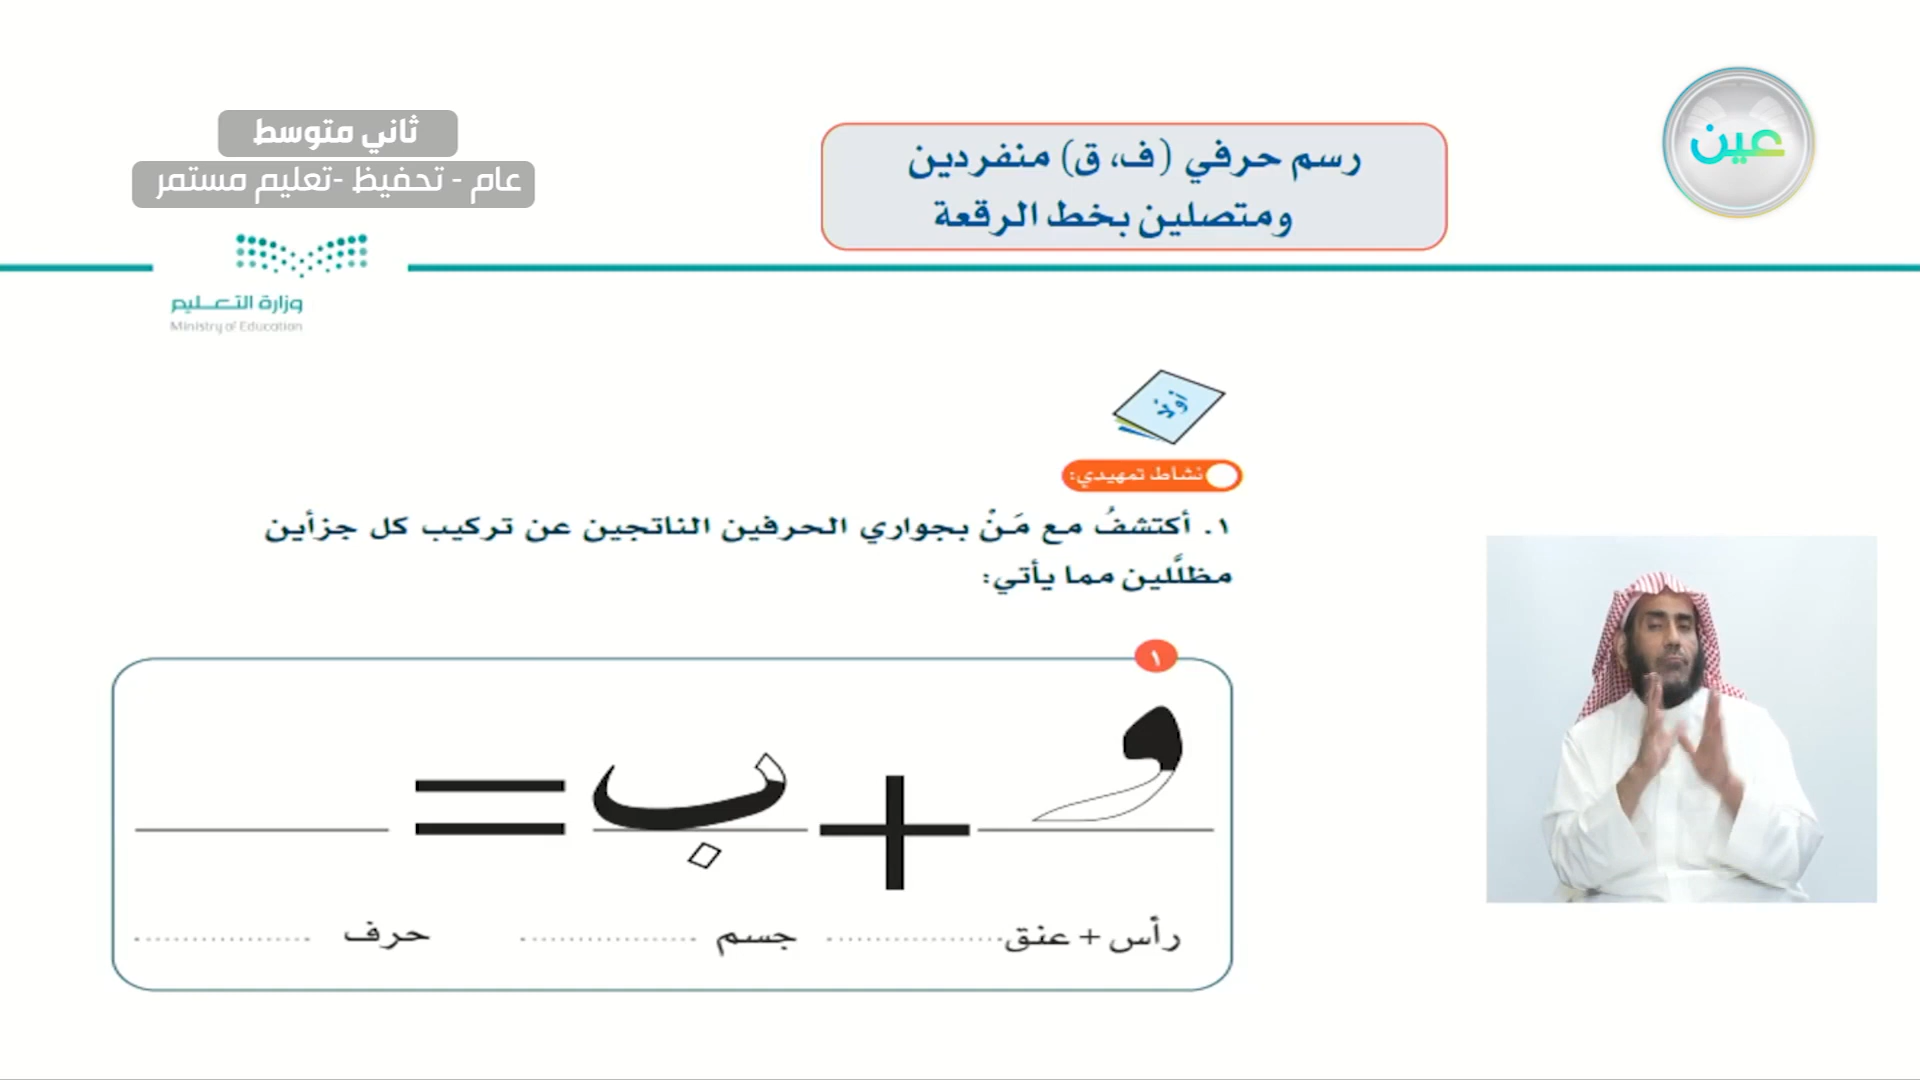 عين
رسم حرفي (ف، ق) منفردين
ومتصلين بخط الرقعة
ثاني متوسط
عام - تحفيظ -تعليم مستمر
وزارة التعـــليم
Ministry of Education
أولًا
نشاط تمهيدي:
١. أكتشفُ مع مَنْ بجواري الحرفين الناتجين عن تركيب كل جزأين
مظلَّلين مما يأتي:
١
و + ب =
رأس + عنق .................... جسم .................... حرف ....................